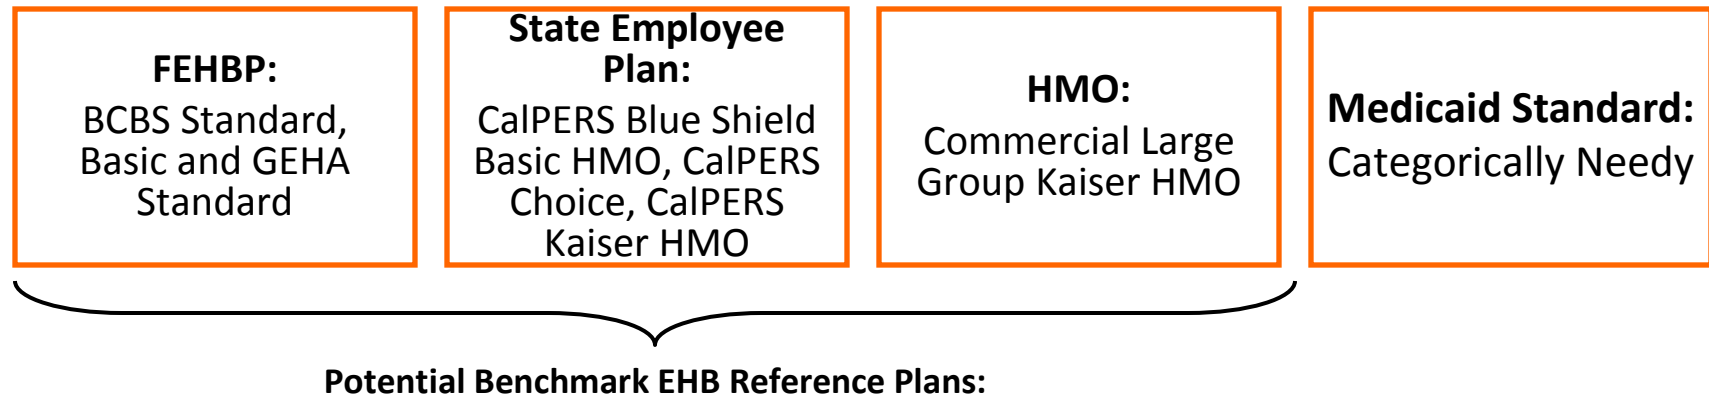 FEHBP:
BCBS Standard,
Basic and GEHA
Standard
State Employee
Plan:
CalPERS Blue Shield
Basic HMO, CalPERS
Choice, CalPERS
Kaiser HMO
HMO:
Commercial Large
Group Kaiser HMO
Medicaid Standard:
Categorically Needy
Potential Benchmark EHB Reference Plans: